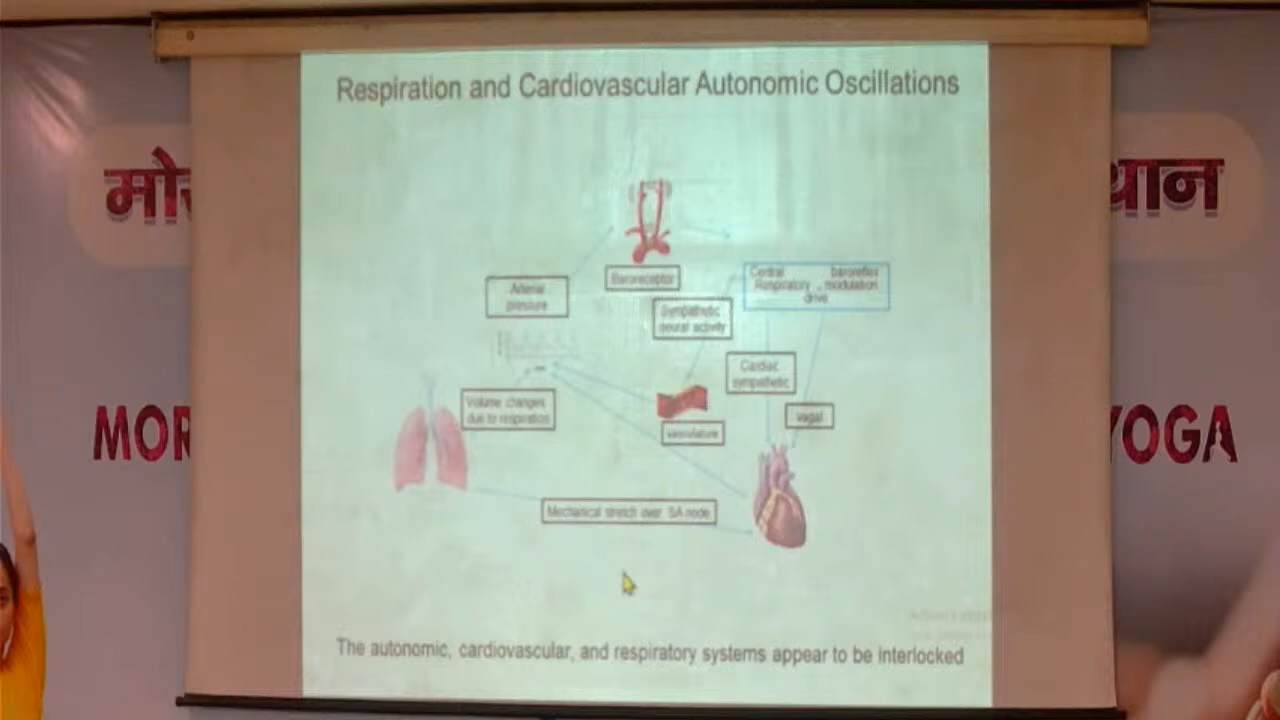 Respiration and Cardiovascular Autonomic Oscillations
मो
थान
Baroreceptor
Central baroreflex
Respiratory modulation
drive
Arterial
pressure
Sympathetic
neural activity
Cardiac
sympathetic
Volume changes
due to respiration
vagal
vasculature
MOR
YOGA
Mechanical stretch over SA node
The autonomic, cardiovascular, and respiratory systems appear to be interlocked